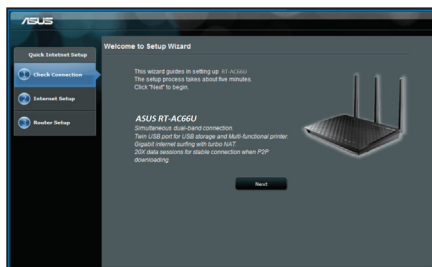 ASUS
Quick Internet Setup
Welcome to Setup Wizard
1 Check Connection
2 Internet Setup
3 Router Setup
This wizard guides in setting up RT-AC66U
The setup process takes about five minutes.
Click "Next" to begin.
ASUS RT-AC66U
Simultaneous dual-band connection.
Twin USB port for USB storage and Multi-functional printer.
Gigabit internet surfing with turbo NAT.
20X data sessions for stable connection when P2P
downloading.
Next